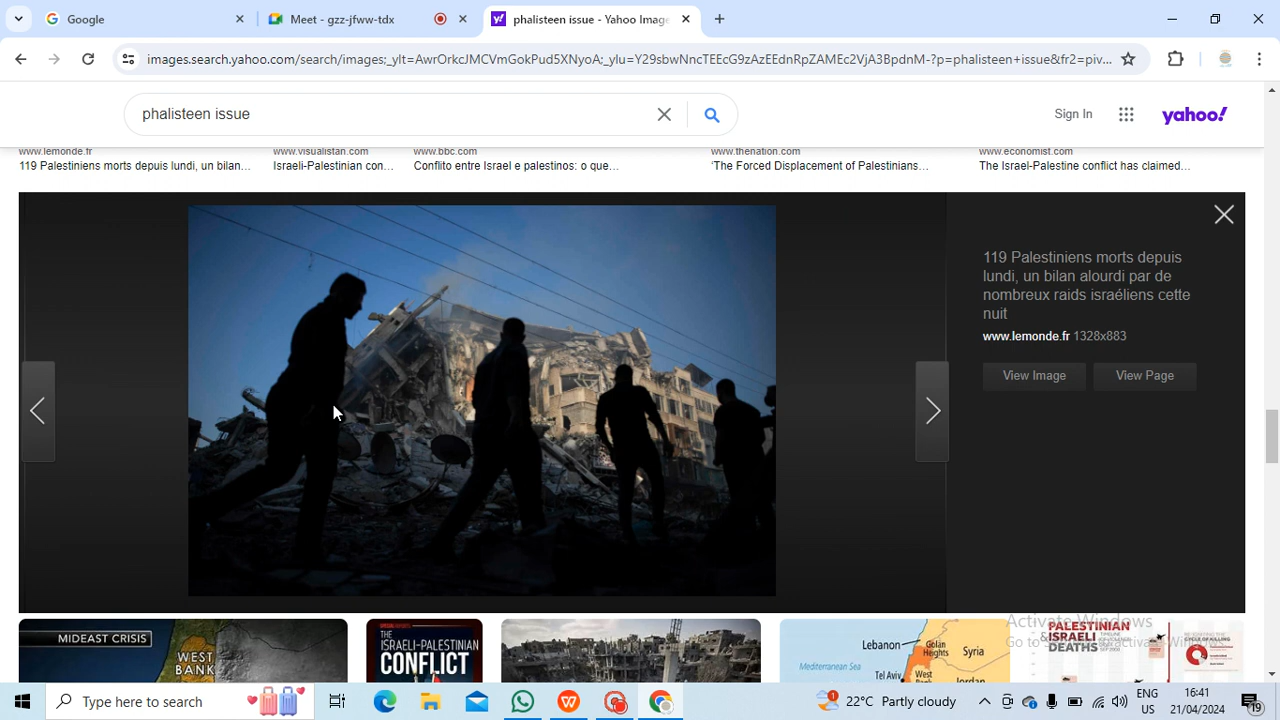 Google
Meet - gzz-jfww-tdx
phalisteen issue - Yahoo Image
images.search.yahoo.com/search/images;_ylt=AwrOrkcJMCVmGdkPud5XNyoA;_ylu=Y29sbwNncTEEcG9zAzEEdnRpZAMEc2VjA3BpdnM-?p=phalisteen+issue&fr2=piv...
phalisteen issue
Sign In
yahoo!
www.lemonde.fr
www.visualistan.com
www.bbc.com
www.thenation.com
www.economist.com
119 Palestiniens morts depuis lundi, un bilan...
Israeli-Palestinian con...
Conflito entre Israel e palestinos: o que...
‘The Forced Displacement of Palestinians...
The Israel-Palestine conflict has claimed...
119 Palestiniens morts depuis
lundi, un bilan alourdi par de
nombreux raids israéliens cette
nuit
www.lemonde.fr 1328x883
View Image
View Page
MIDEAST CRISIS
WEST
BANK
THE
ISRAELI-PALESTINIAN
CONFLICT
Lebanon
Golan
Heights
Syria
Mediterranean Sea
Tel Aviv
West
Jordan
PALESTINIAN
ISRAELI
DEATHS
Activate Windows
Type here to search
22°C Partly cloudy
ENG
US
6:41
21/04/2024
19